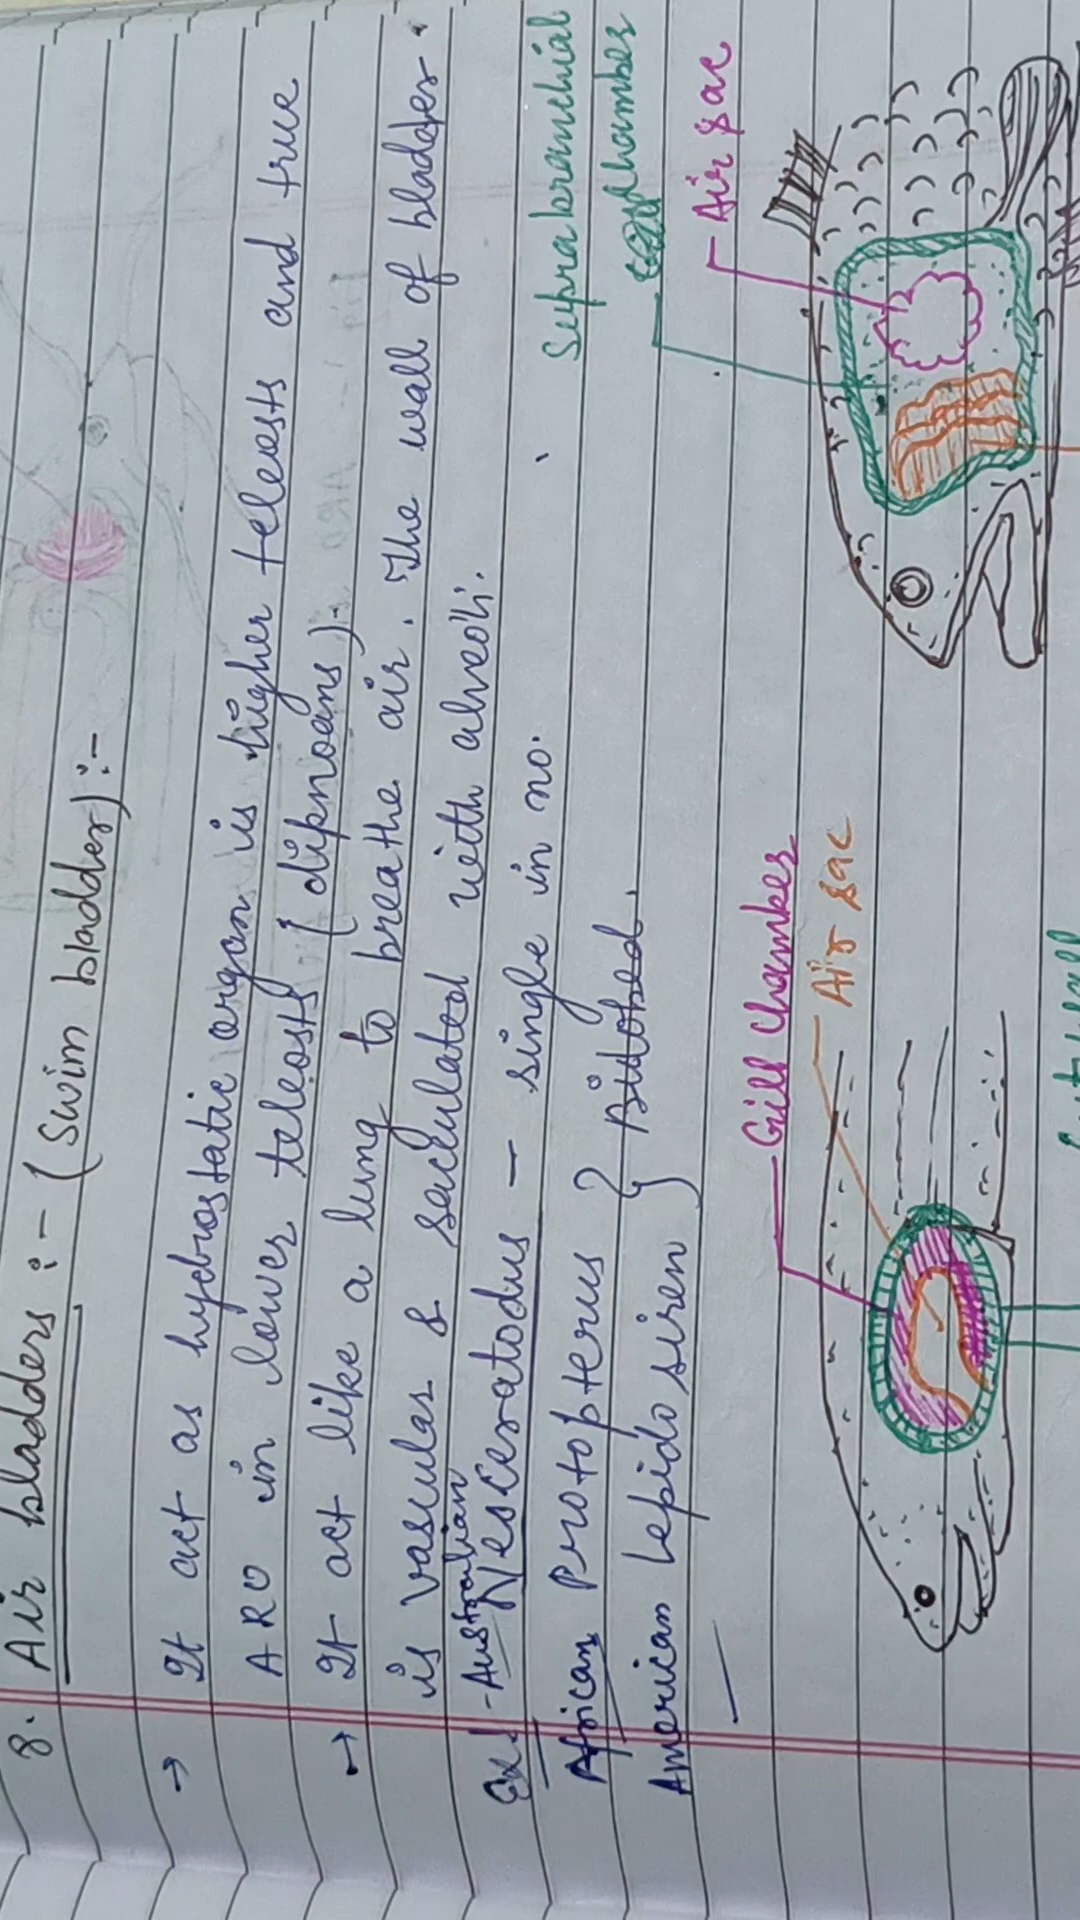 8. Air bladders :- (Swim bladder) :-
→ It act as hydrostatic organ is higher teleosts and true
ARO in lower teleosts (dipnoans).
→ It act like a lung to breathe air. The wall of bladder
is vascular & sacculated with alveoli.
Ex:- Australian Neoceratodus — single in no.
African Protopterus } Bilobed.
American Lepidosiren }
Suprabranchial
chamber
Air sac
Gill chamber
Air sac